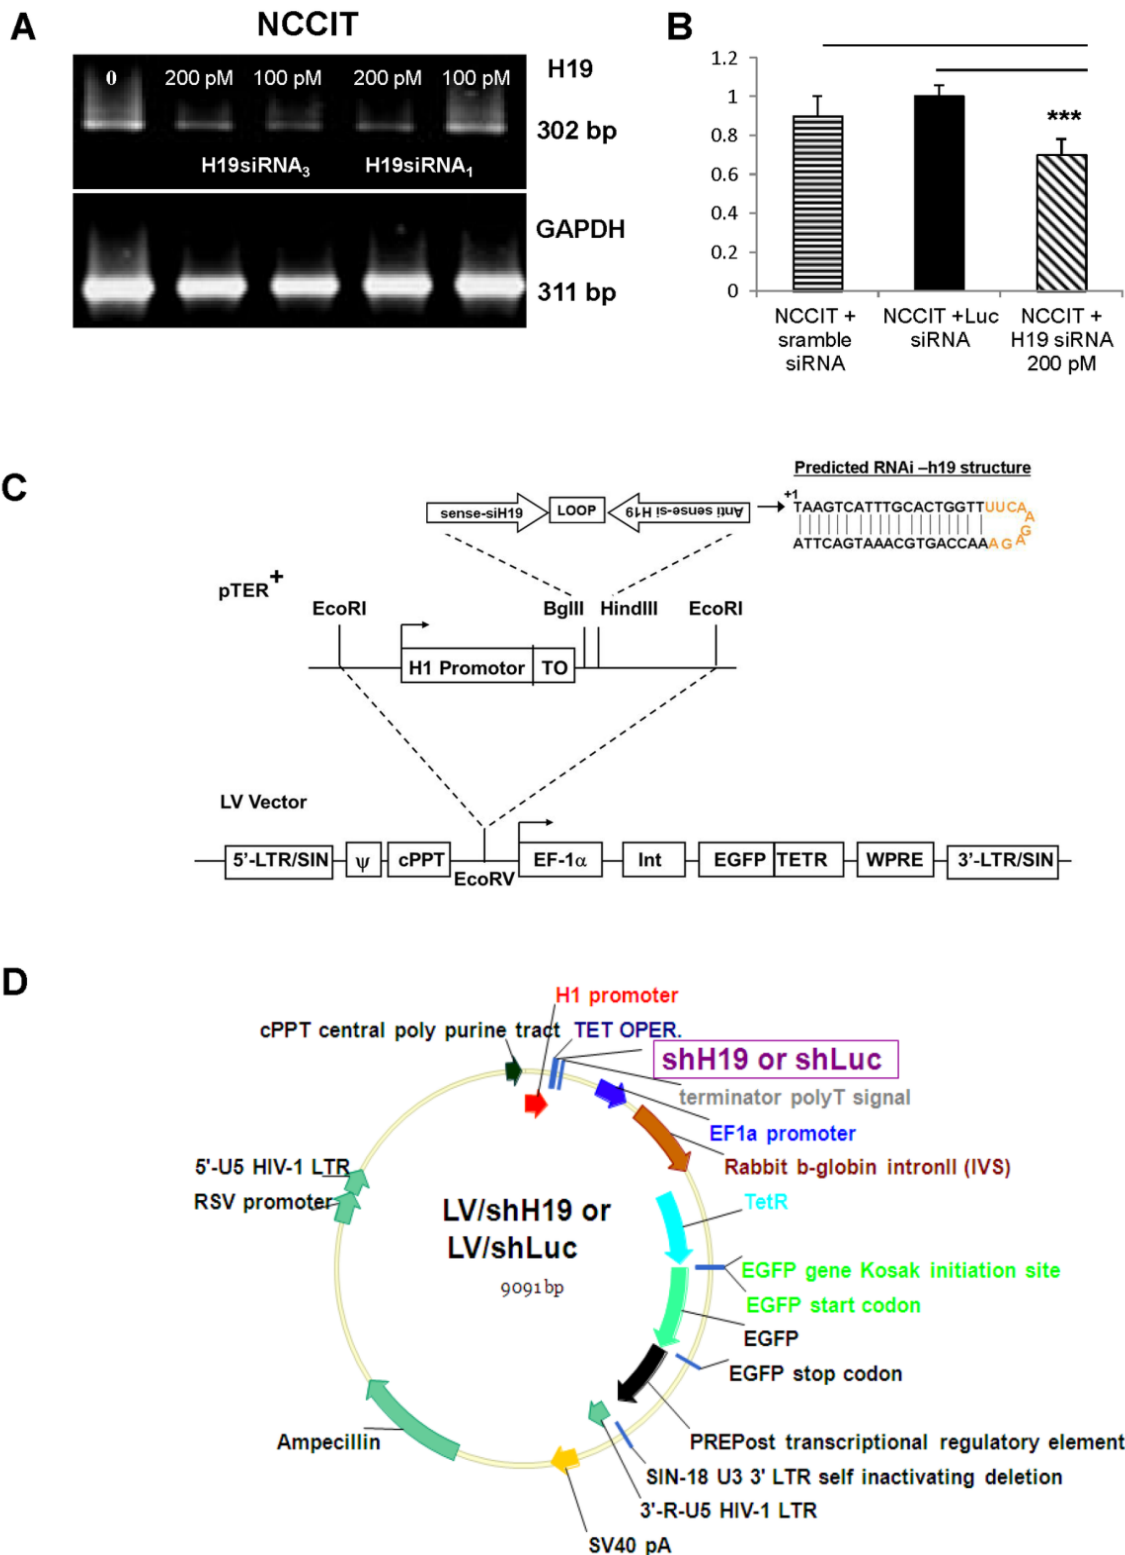 A
NCCIT
0 200 pM 100 pM 200 pM 100 pM
H19
302 bp
H19siRNA3 H19siRNA1
GAPDH
311 bp
B
1.2
1
0.8
0.6
0.4
0.2
0
***
NCCIT + sramble siRNA
NCCIT +Luc siRNA
NCCIT + H19 siRNA 200 pM
C
Predicted RNAi –h19 structure
sense-siH19 LOOP Anti sense-si H19
+1
TAAGTCATTTGCACTGGTTUUCAAGAGA
ATTCAGTAAACGTGACCAA
pTER+
EcoRI BglII HindIII EcoRI
H1 Promotor TO
LV Vector
5'-LTR/SIN ψ cPPT EcoRV EF-1α Int EGFP TETR WPRE 3'-LTR/SIN
D
H1 promoter
cPPT central poly purine tract TET OPER.
shH19 or shLuc
terminator polyT signal
EF1a promoter
Rabbit b-globin intronII (IVS)
5'-U5 HIV-1 LTR
RSV promoter
TetR
LV/shH19 or
LV/shLuc
9091bp
EGFP gene Kosak initiation site
EGFP start codon
EGFP
EGFP stop codon
Ampecillin
PREPost transcriptional regulatory element
SIN-18 U3 3' LTR self inactivating deletion
3'-R-U5 HIV-1 LTR
SV40 pA